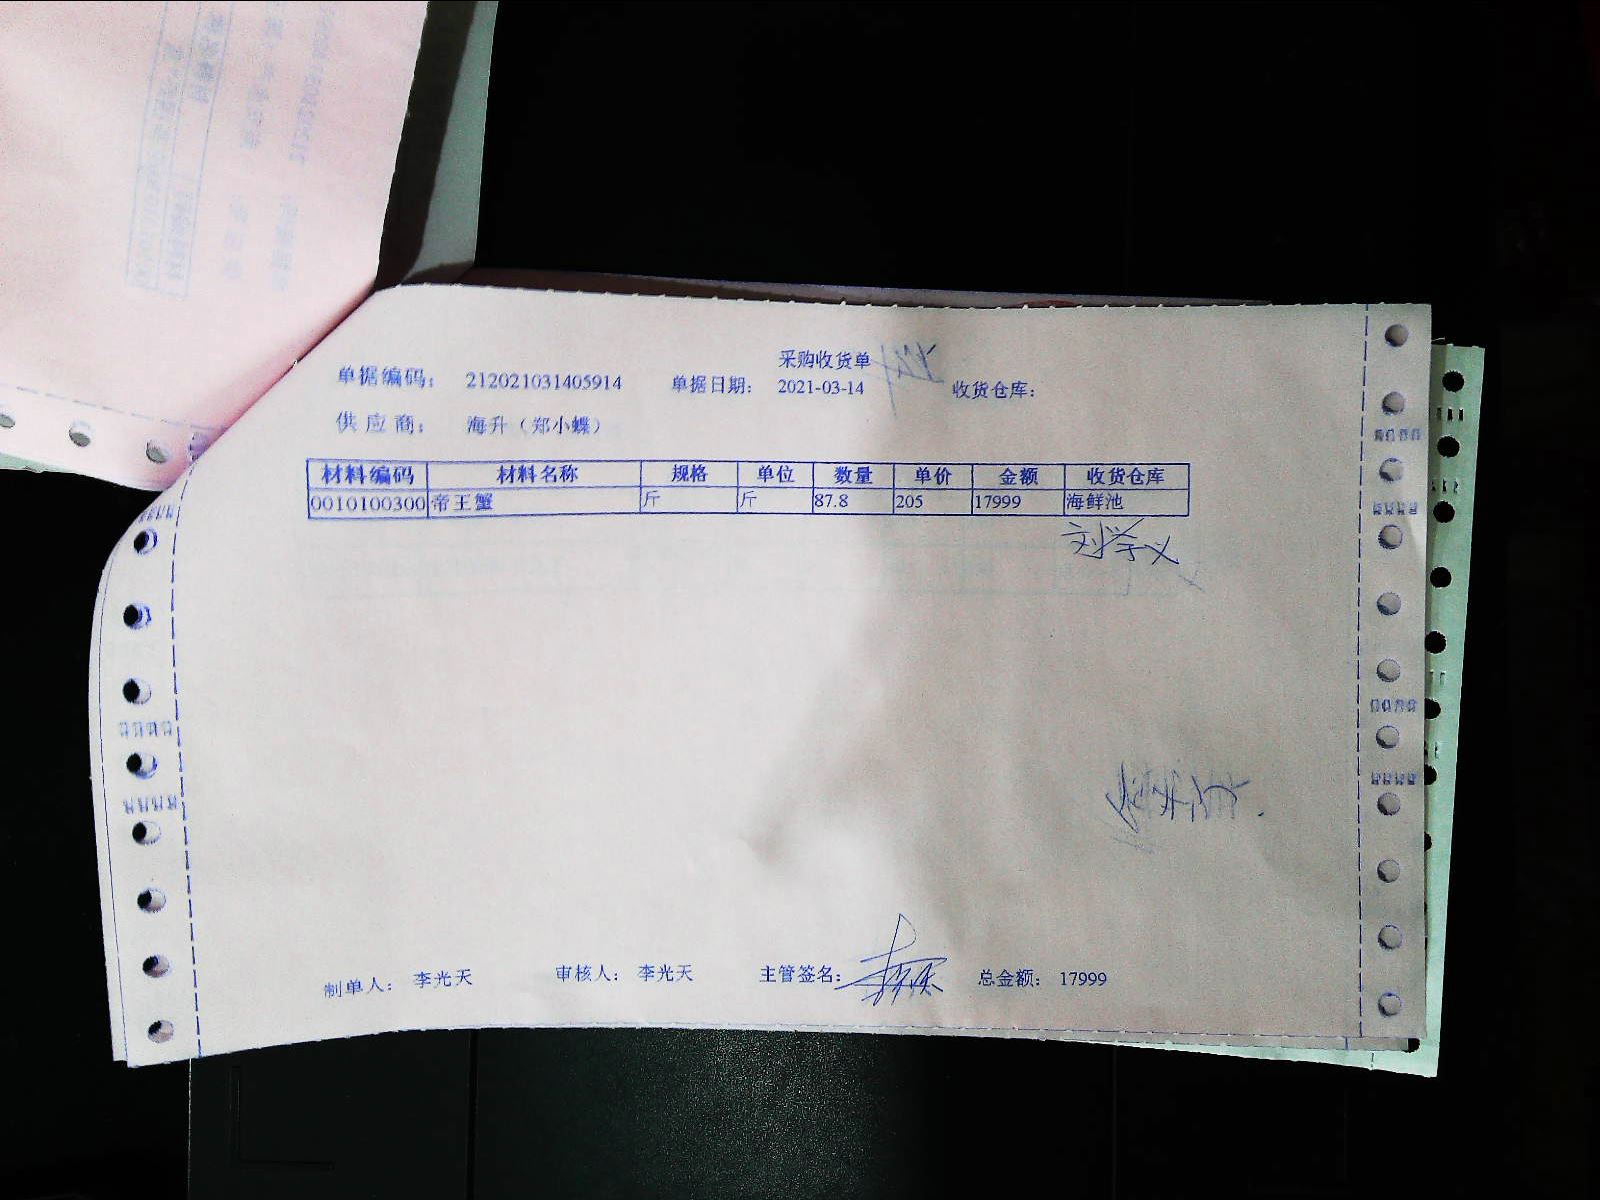 采购收货单
单据编码： 212021031405914 单据日期： 2021-03-14 收货仓库：
供应商： 海升（郑小蝶）
材料编码 材料名称 规格 单位 数量 单价 金额 收货仓库
0010100300 帝王蟹 斤 斤 87.8 205 17999 海鲜池
刘学义
制单人： 李光天 审核人： 李光天 主管签名： 总金额： 17999